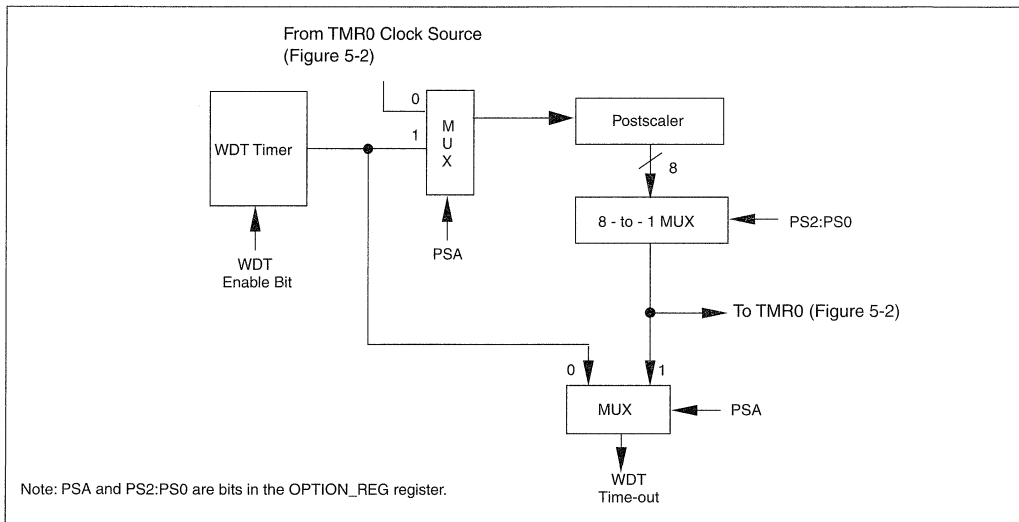 From TMR0 Clock Source
(Figure 5-2)
0
1
M
U
X
WDT Timer
Postscaler
8
8 - to - 1 MUX
PS2:PS0
PSA
WDT
Enable Bit
To TMR0 (Figure 5-2)
0
1
MUX
PSA
WDT
Time-out
Note: PSA and PS2:PS0 are bits in the OPTION_REG register.